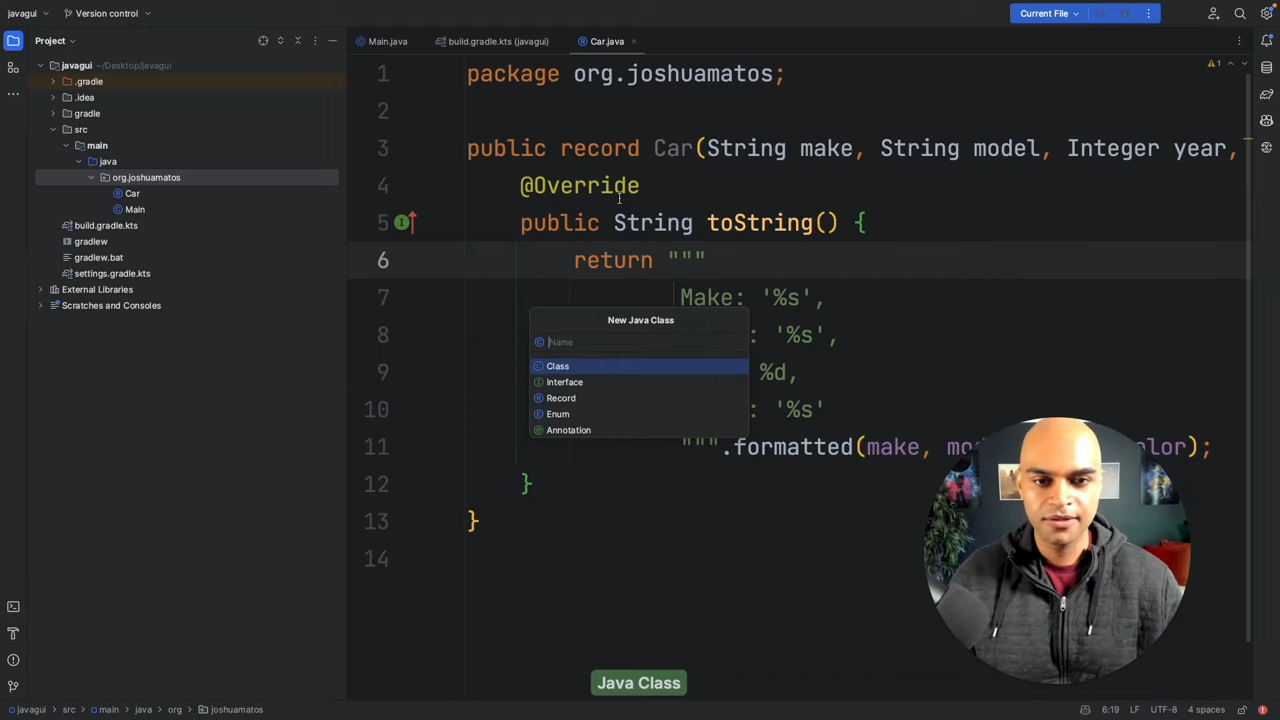 javagui
Version control
Current File
Project
Main.java
build.gradle.kts (javagui)
Car.java
javagui ~/Desktop/javagui
.gradle
.idea
gradle
src
main
java
org.joshuamatos
Car
Main
build.gradle.kts
gradlew
gradlew.bat
settings.gradle.kts
External Libraries
Scratches and Consoles
1
1 package org.joshuamatos;
2
3 public record Car(String make, String model, Integer year,
4 @Override
5 public String toString() {
6 return """
7 Make: '%s',
8 : '%s',
9 %d,
10 : '%s'
11 """.formatted(make, mod olor);
12 }
13 }
14
New Java Class
Name
Class
Interface
Record
Enum
Annotation
Java Class
javagui > src > main > java > org > joshuamatos
6:19 LF UTF-8 4 spaces